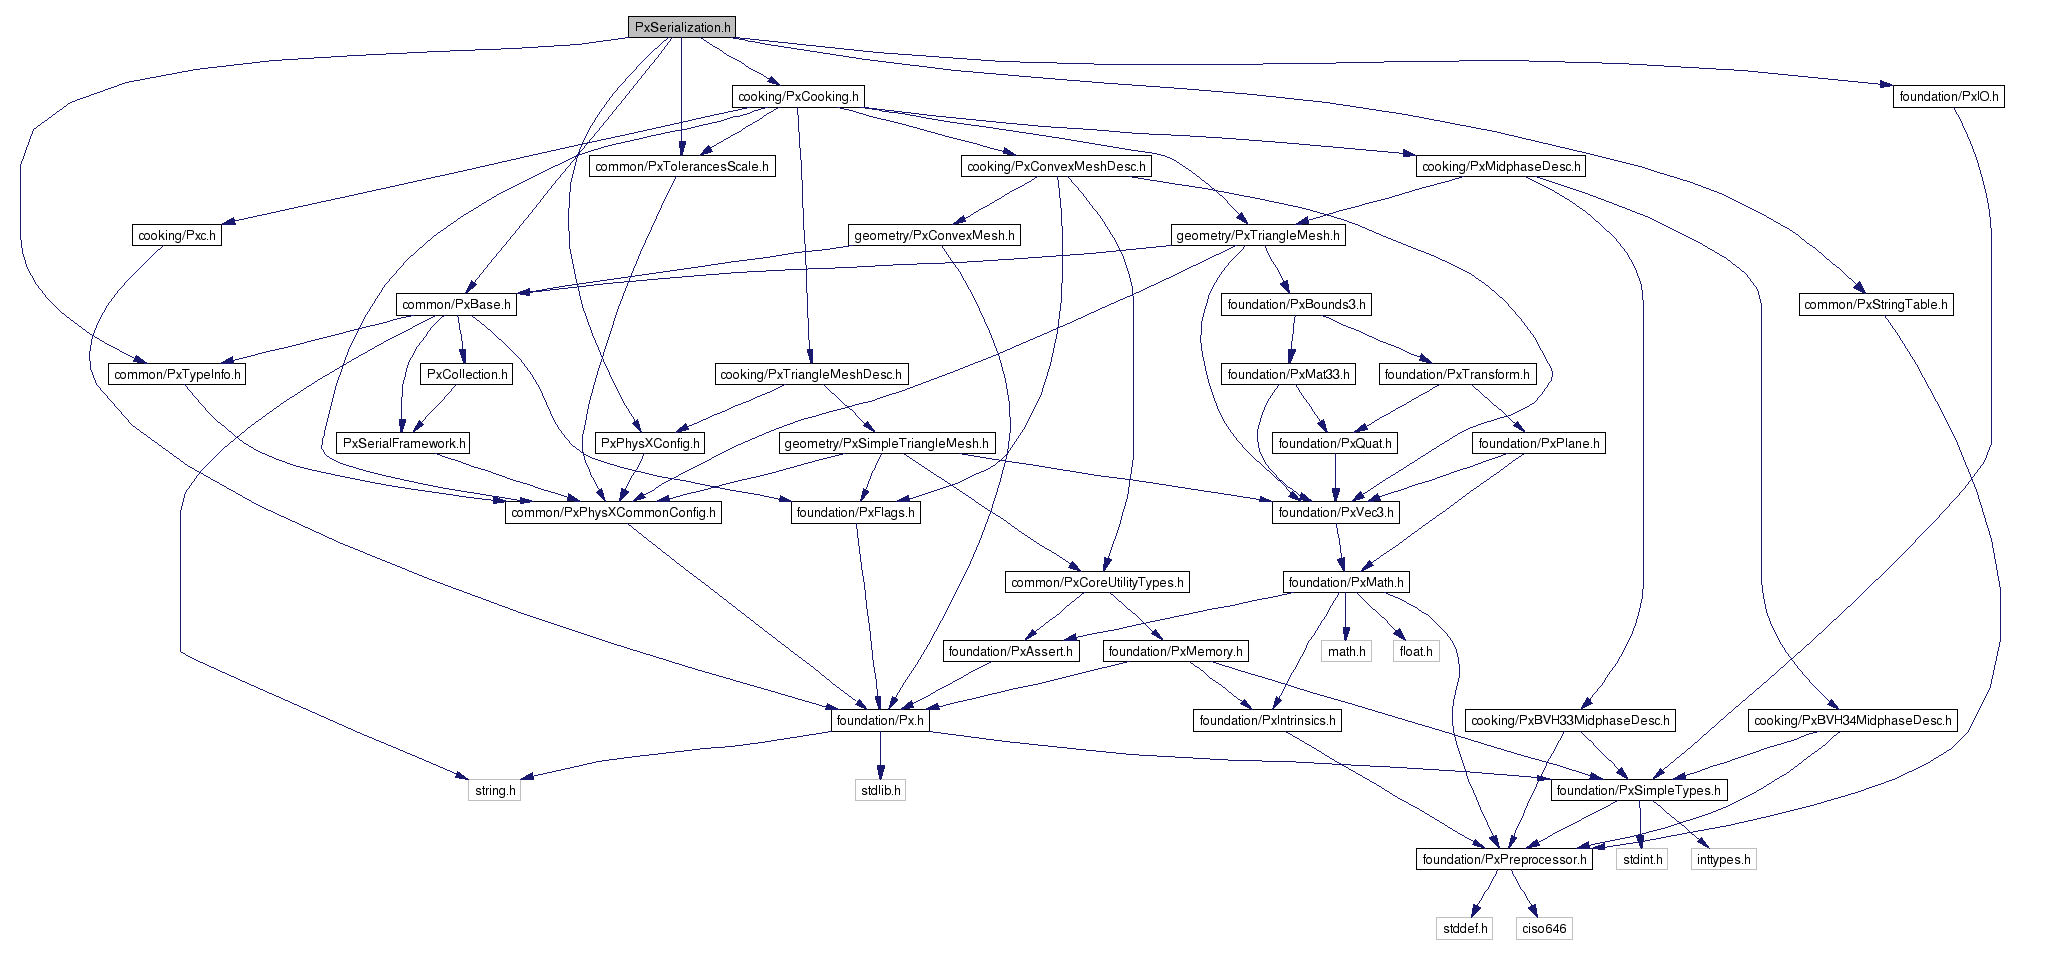 PxSerialization.h
cooking/PxCooking.h
foundation/PxIO.h
common/PxTolerancesScale.h
cooking/PxConvexMeshDesc.h
cooking/PxMidphaseDesc.h
cooking/Pxc.h
geometry/PxConvexMesh.h
geometry/PxTriangleMesh.h
common/PxBase.h
foundation/PxBounds3.h
common/PxStringTable.h
common/PxTypeInfo.h
PxCollection.h
cooking/PxTriangleMeshDesc.h
foundation/PxMat33.h
foundation/PxTransform.h
PxSerialFramework.h
PxPhysXConfig.h
geometry/PxSimpleTriangleMesh.h
foundation/PxQuat.h
foundation/PxPlane.h
common/PxPhysXCommonConfig.h
foundation/PxFlags.h
foundation/PxVec3.h
common/PxCoreUtilityTypes.h
foundation/PxMath.h
foundation/PxAssert.h
foundation/PxMemory.h
math.h
float.h
foundation/Px.h
foundation/PxIntrinsics.h
cooking/PxBVH33MidphaseDesc.h
cooking/PxBVH34MidphaseDesc.h
string.h
stdlib.h
foundation/PxSimpleTypes.h
foundation/PxPreprocessor.h
stdint.h
inttypes.h
stddef.h
ciso646